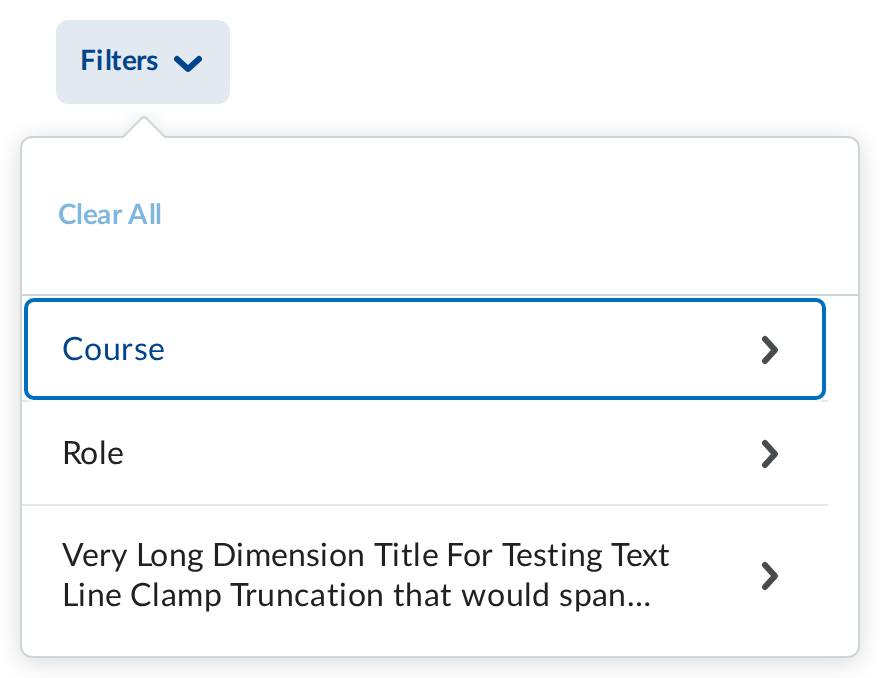 Filters
Clear All
Course
Role
Very Long Dimension Title For Testing Text
Line Clamp Truncation that would span...